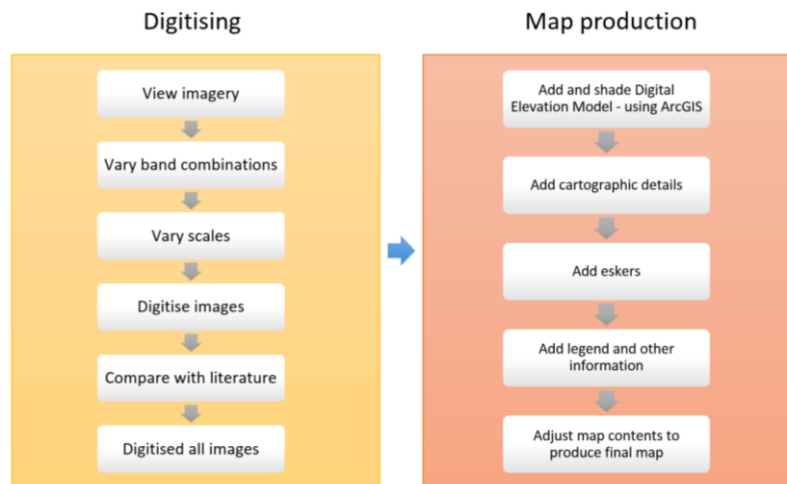 Digitising
View imagery
Vary band combinations
Vary scales
Digitise images
Compare with literature
Digitised all images
Map production
Add and shade Digital
Elevation Model - using ArcGIS
Add cartographic details
Add eskers
Add legend and other
information
Adjust map contents to
produce final map